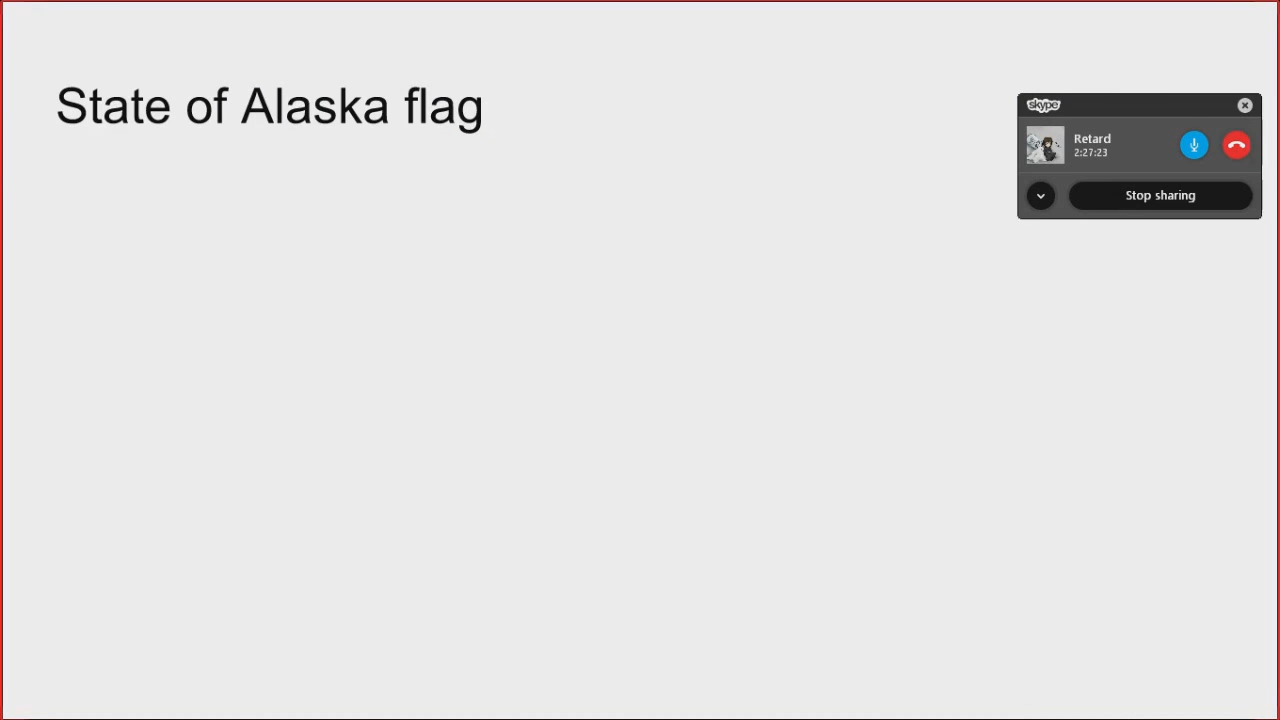 State of Alaska flag
skype
Retard
2:27:23
Stop sharing